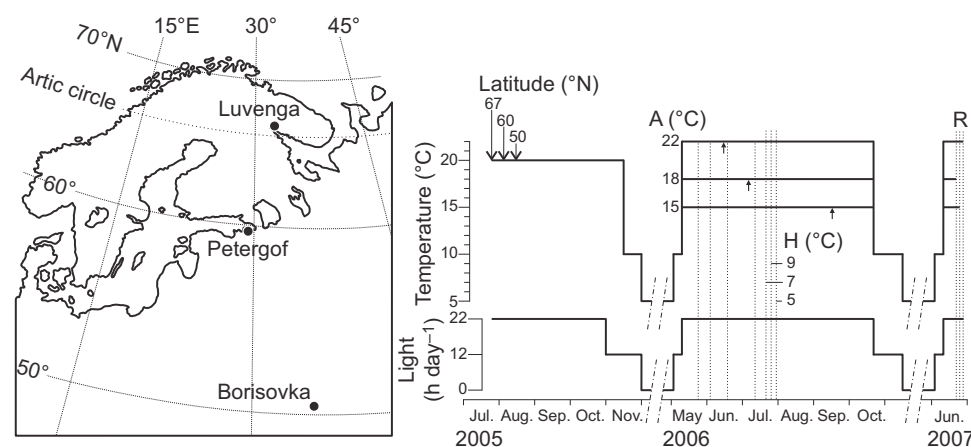 15°E 30° 45°
70°N
Artic circle
Luvenga
60°
Petergof
50°
Borisovka
Latitude (°N)
67
60
50
A (°C)
R
22
18
15
H (°C)
9
7
5
Temperature (°C)
20
15
10
5
Light
(h day–1)
22
12
0
Jul. Aug. Sep. Oct. Nov. May Jun. Jul. Aug. Sep. Oct. Jun.
2005 2006 2007